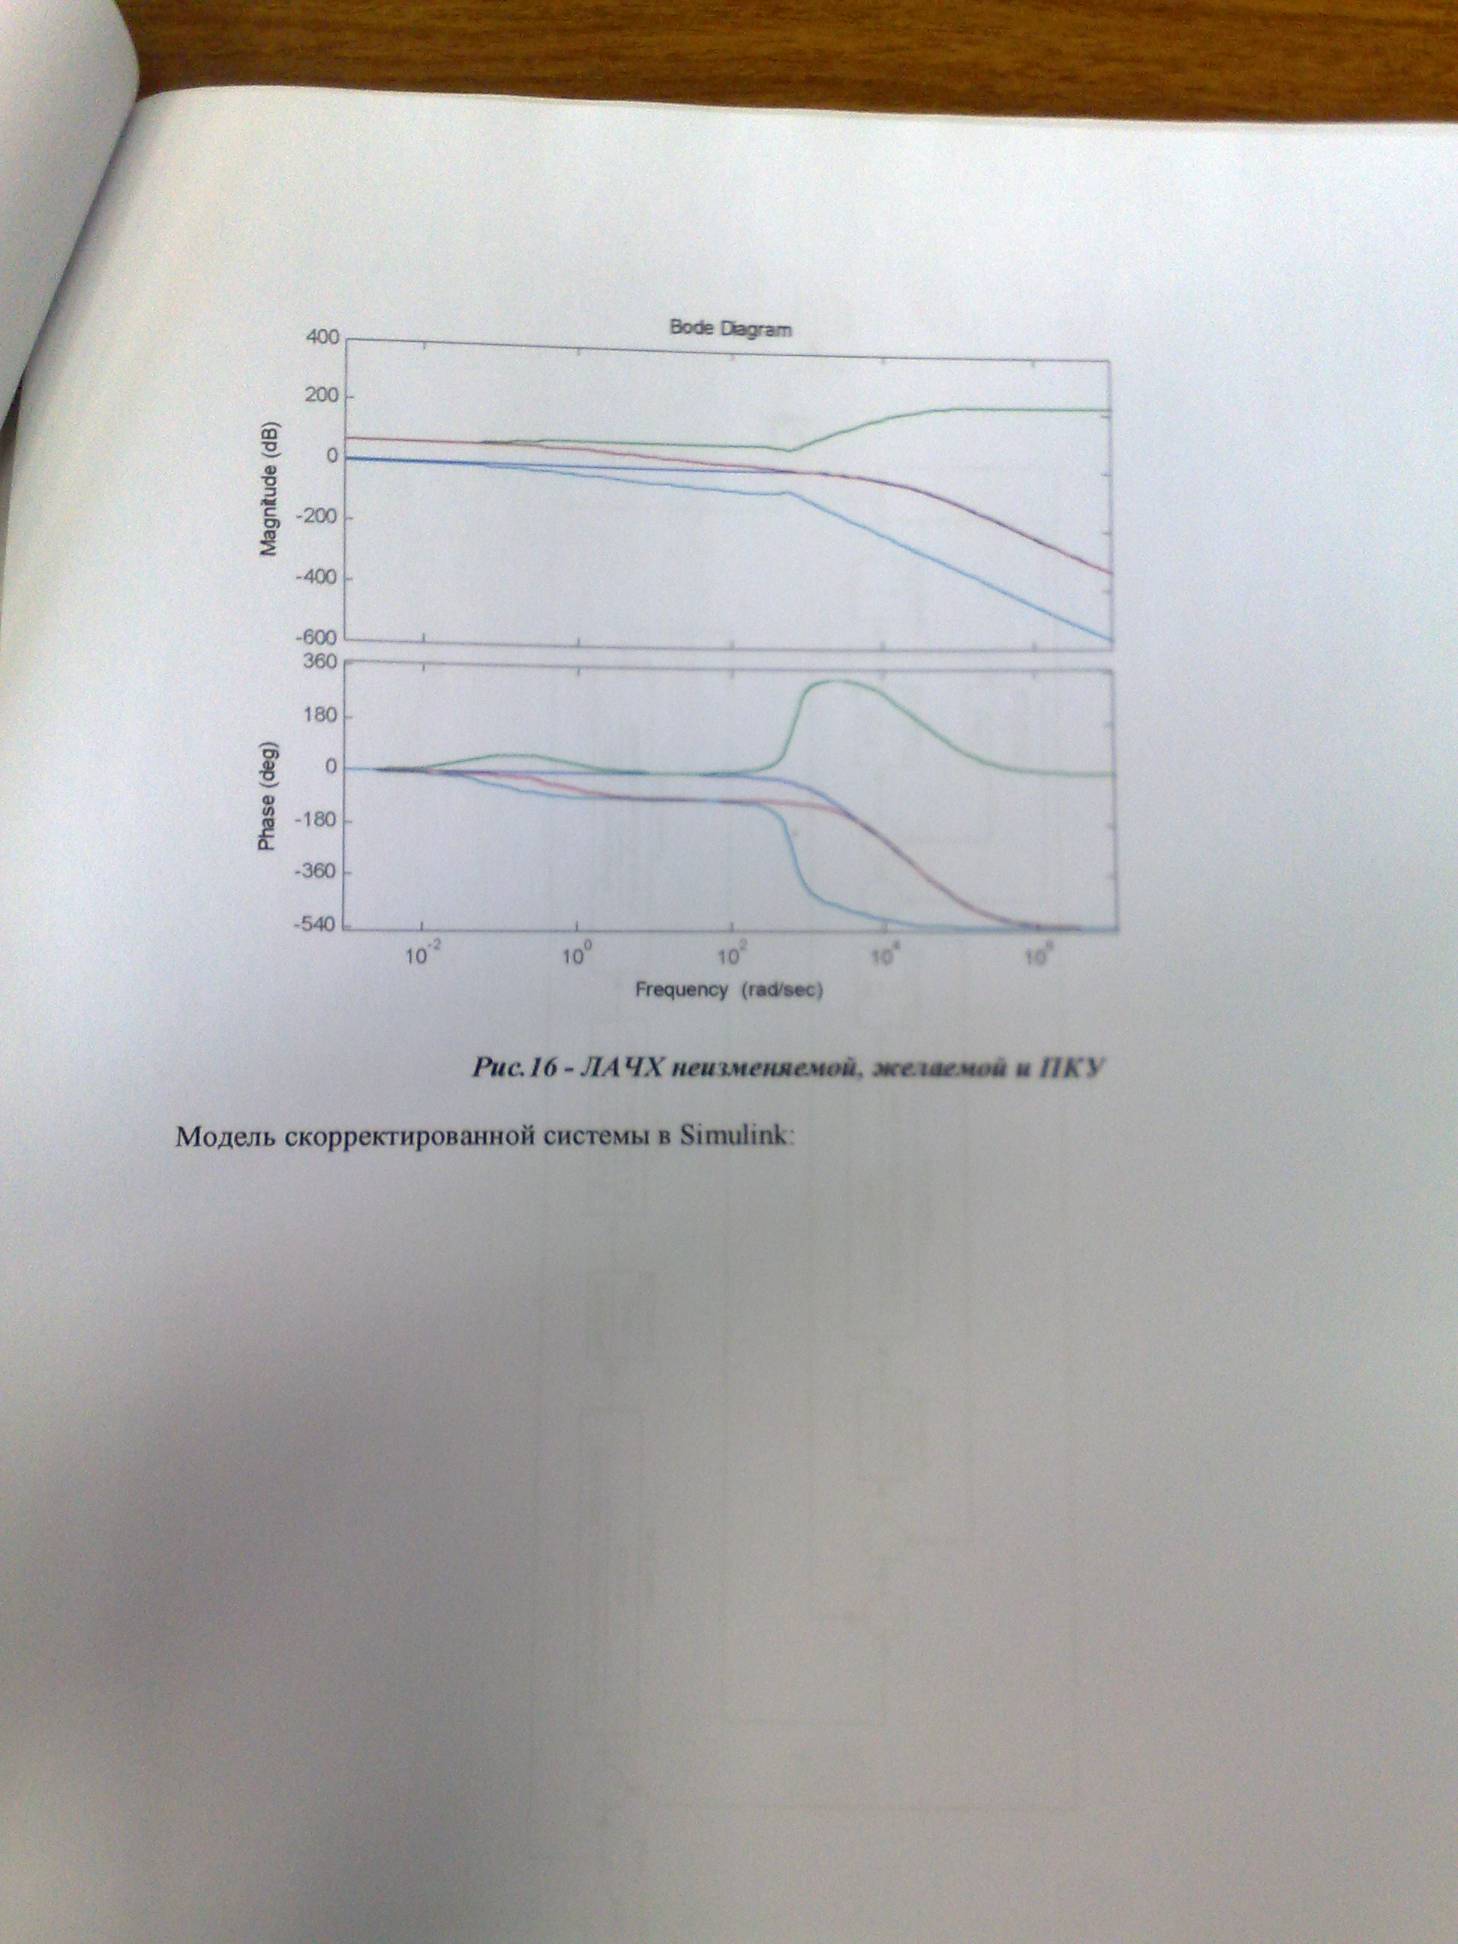 Bode Diagram
400
200
0
-200
-400
-600
Magnitude (dB)
360
180
0
-180
-360
-540
Phase (deg)
10^-2 10^0 10^2 10^4 10^6
Frequency (rad/sec)
Рис.16 - ЛАЧХ неизменяемой, желаемой и ПКУ
Модель скорректированной системы в Simulink: